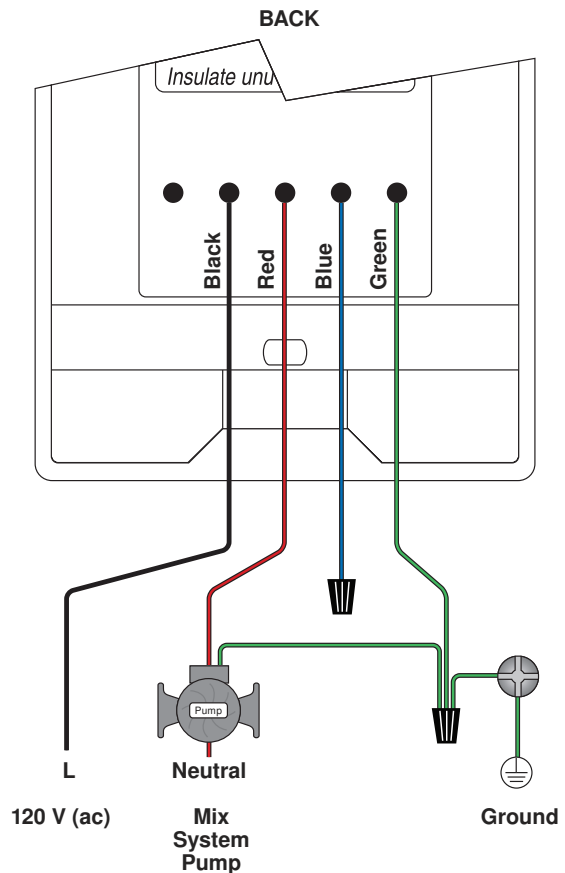 BACK
Insulate unu
Black
Red
Blue
Green
Pump
L
Neutral
120 V (ac)
Mix
System
Pump
Ground